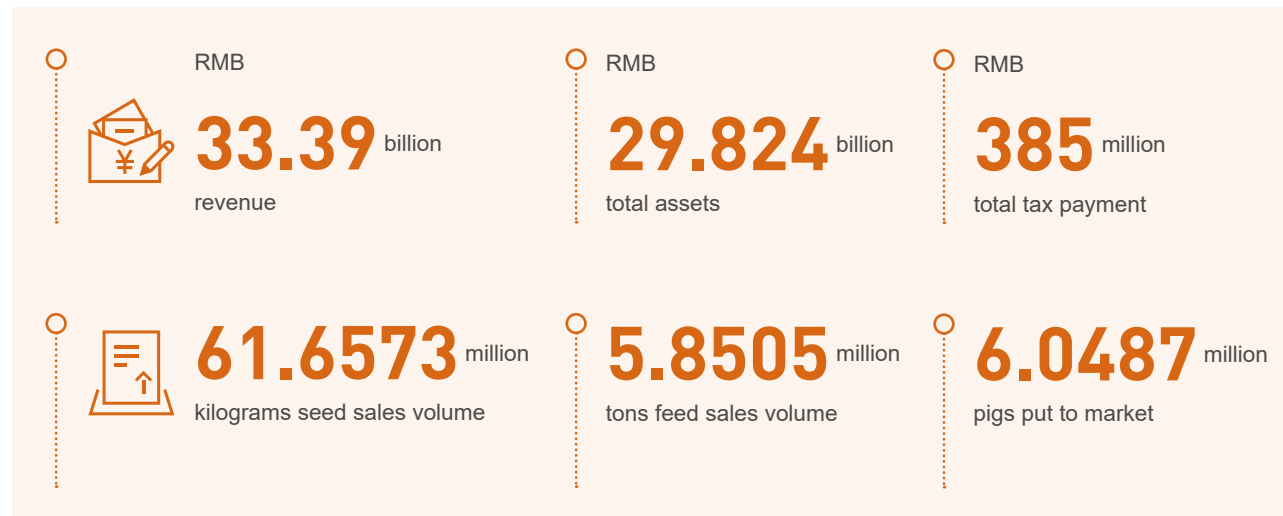 RMB
33.39 billion
revenue
RMB
29.824 billion
total assets
RMB
385 million
total tax payment
¥
61.6573 million
kilograms seed sales volume
5.8505 million
tons feed sales volume
6.0487 million
pigs put to market